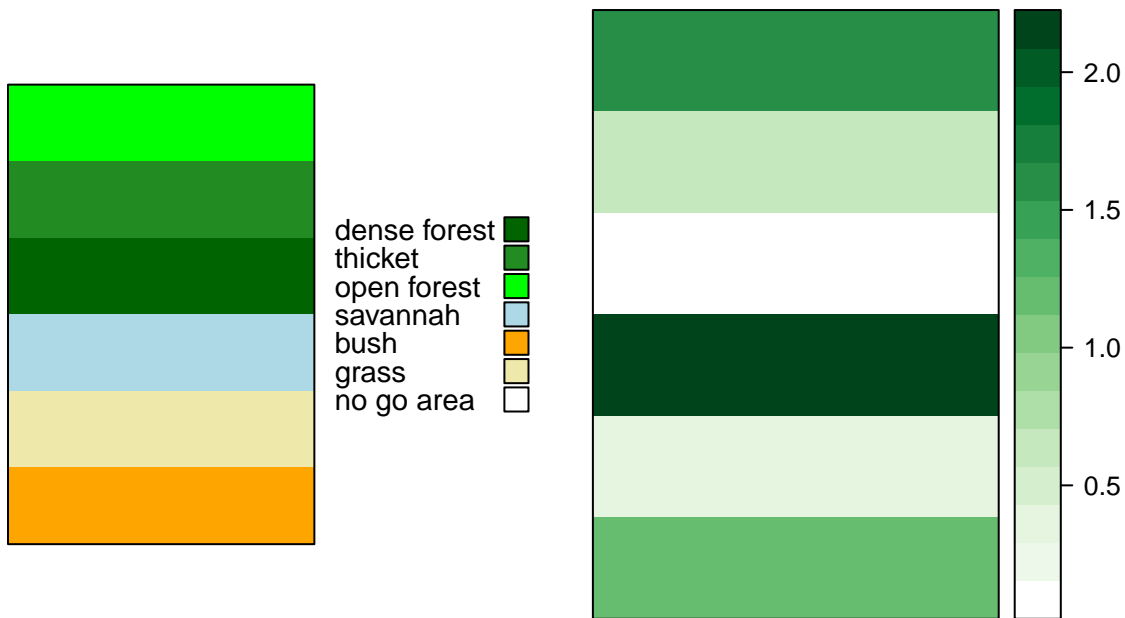 dense forest
thicket
open forest
savannah
bush
grass
no go area
2.0
1.5
1.0
0.5